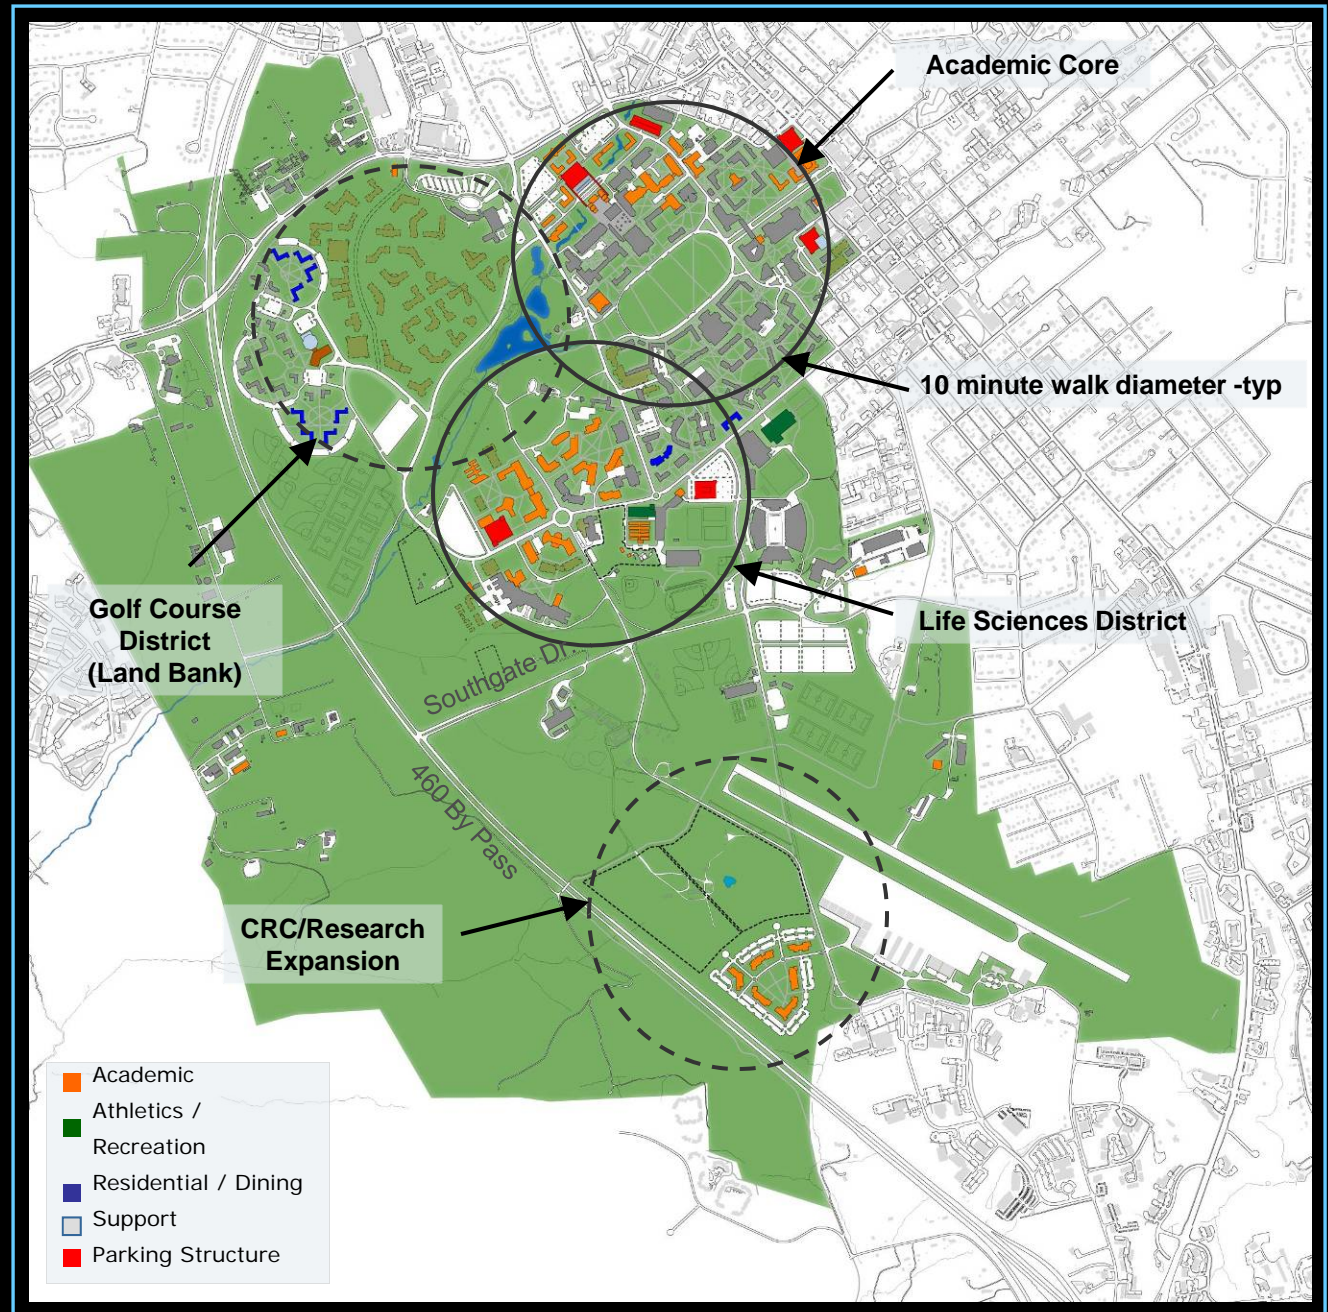 Academic Core
10 minute walk diameter -typ
Golf Course
District
(Land Bank)
Life Sciences District
Southgate Dr.
460 By Pass
CRC/Research
Expansion
Academic
Athletics /
Recreation
Residential / Dining
Support
Parking Structure